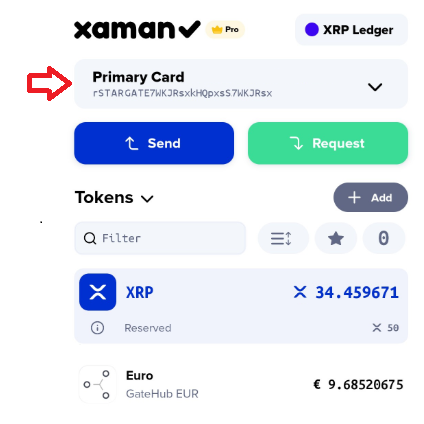 xaman Pro
XRP Ledger
Primary Card
rSTARGATE7WKJRsxkHQpxsS7WKJRsx
Send
Request
Tokens
Add
Filter
0
XRP
34.459671
Reserved
50
Euro
GateHub EUR
€ 9.68520675